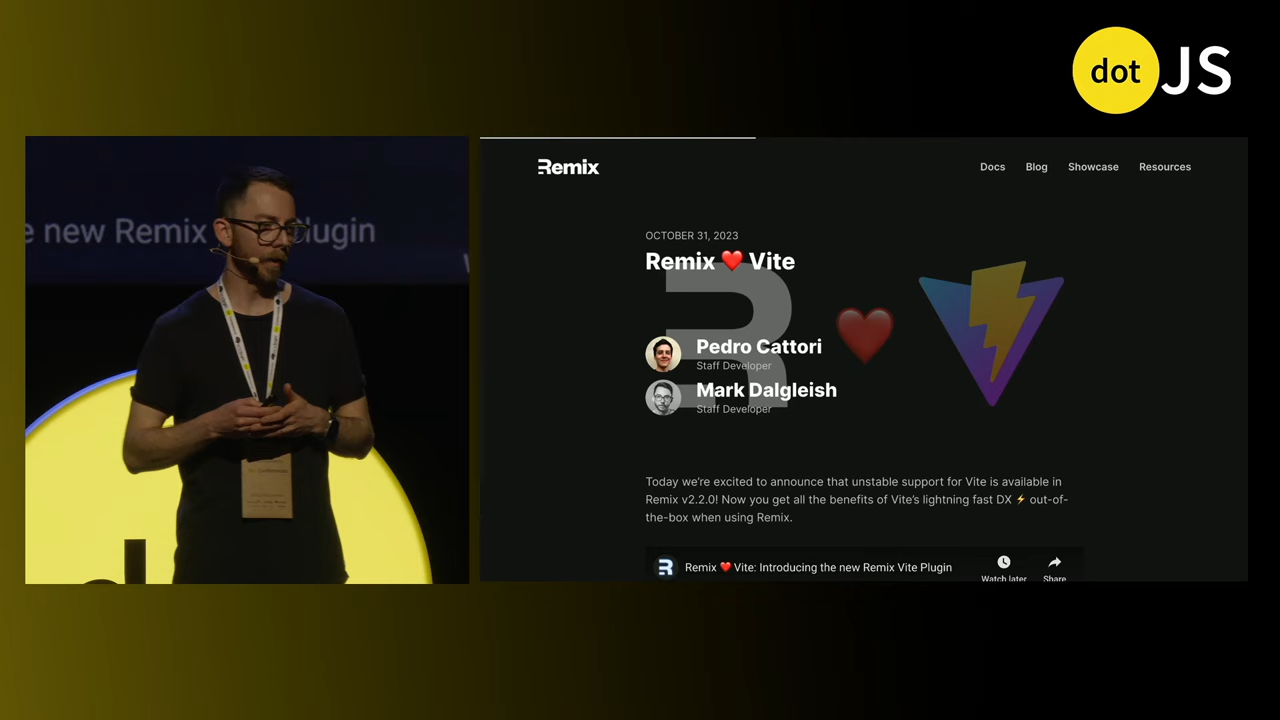 dot JS
e new Remix Plugin
Remix
Docs Blog Showcase Resources
OCTOBER 31, 2023
Remix ❤️ Vite
Pedro Cattori
Staff Developer
Mark Dalgleish
Staff Developer
Today we’re excited to announce that unstable support for Vite is available in
Remix v2.2.0! Now you get all the benefits of Vite’s lightning fast DX ⚡ out-of-
the-box when using Remix.
Remix ❤️ Vite: Introducing the new Remix Vite Plugin
Watch later Share